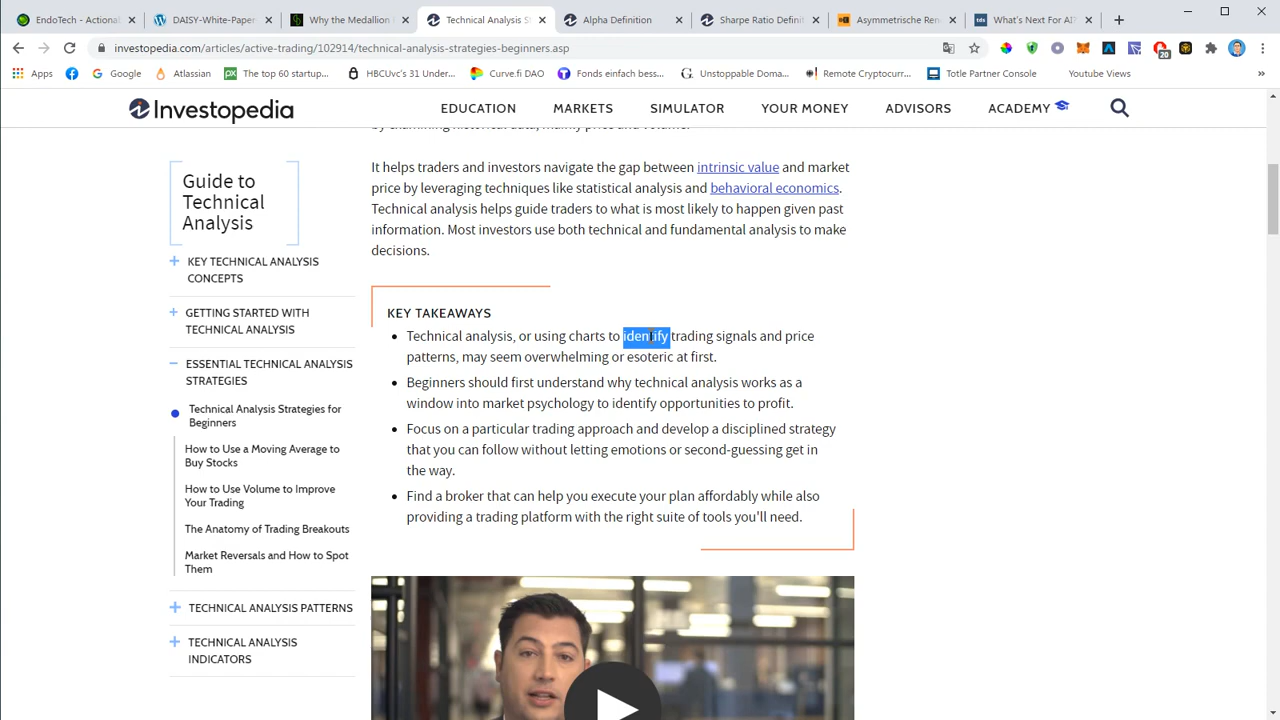 EndoTech - Actional
DAISY-White-Paper-
Why the Medallion
Technical Analysis S
Alpha Definition
Sharpe Ratio Defini
Asymmetrische Ren
What's Next For AI?
investopedia.com/articles/active-trading/102914/technical-analysis-strategies-beginners.asp
20
Apps
Google
Atlassian
The top 60 startup...
HBCUvc's 31 Under...
Curve.fi DAO
Fonds einfach bess...
Unstoppable Doma...
Remote Cryptocurr...
Totle Partner Console
Youtube Views
»
Investopedia
EDUCATION
MARKETS
SIMULATOR
YOUR MONEY
ADVISORS
ACADEMY
by examining historical data, mainly price and volume.
It helps traders and investors navigate the gap between intrinsic value and market
price by leveraging techniques like statistical analysis and behavioral economics.
Technical analysis helps guide traders to what is most likely to happen given past
information. Most investors use both technical and fundamental analysis to make
decisions.
Guide to
Technical
Analysis
KEY TECHNICAL ANALYSIS
CONCEPTS
GETTING STARTED WITH
TECHNICAL ANALYSIS
ESSENTIAL TECHNICAL ANALYSIS
STRATEGIES
Technical Analysis Strategies for
Beginners
How to Use a Moving Average to
Buy Stocks
How to Use Volume to Improve
Your Trading
The Anatomy of Trading Breakouts
Market Reversals and How to Spot
Them
TECHNICAL ANALYSIS PATTERNS
TECHNICAL ANALYSIS
INDICATORS
KEY TAKEAWAYS
Technical analysis, or using charts to identify trading signals and price
patterns, may seem overwhelming or esoteric at first.
Beginners should first understand why technical analysis works as a
window into market psychology to identify opportunities to profit.
Focus on a particular trading approach and develop a disciplined strategy
that you can follow without letting emotions or second-guessing get in
the way.
Find a broker that can help you execute your plan affordably while also
providing a trading platform with the right suite of tools you'll need.